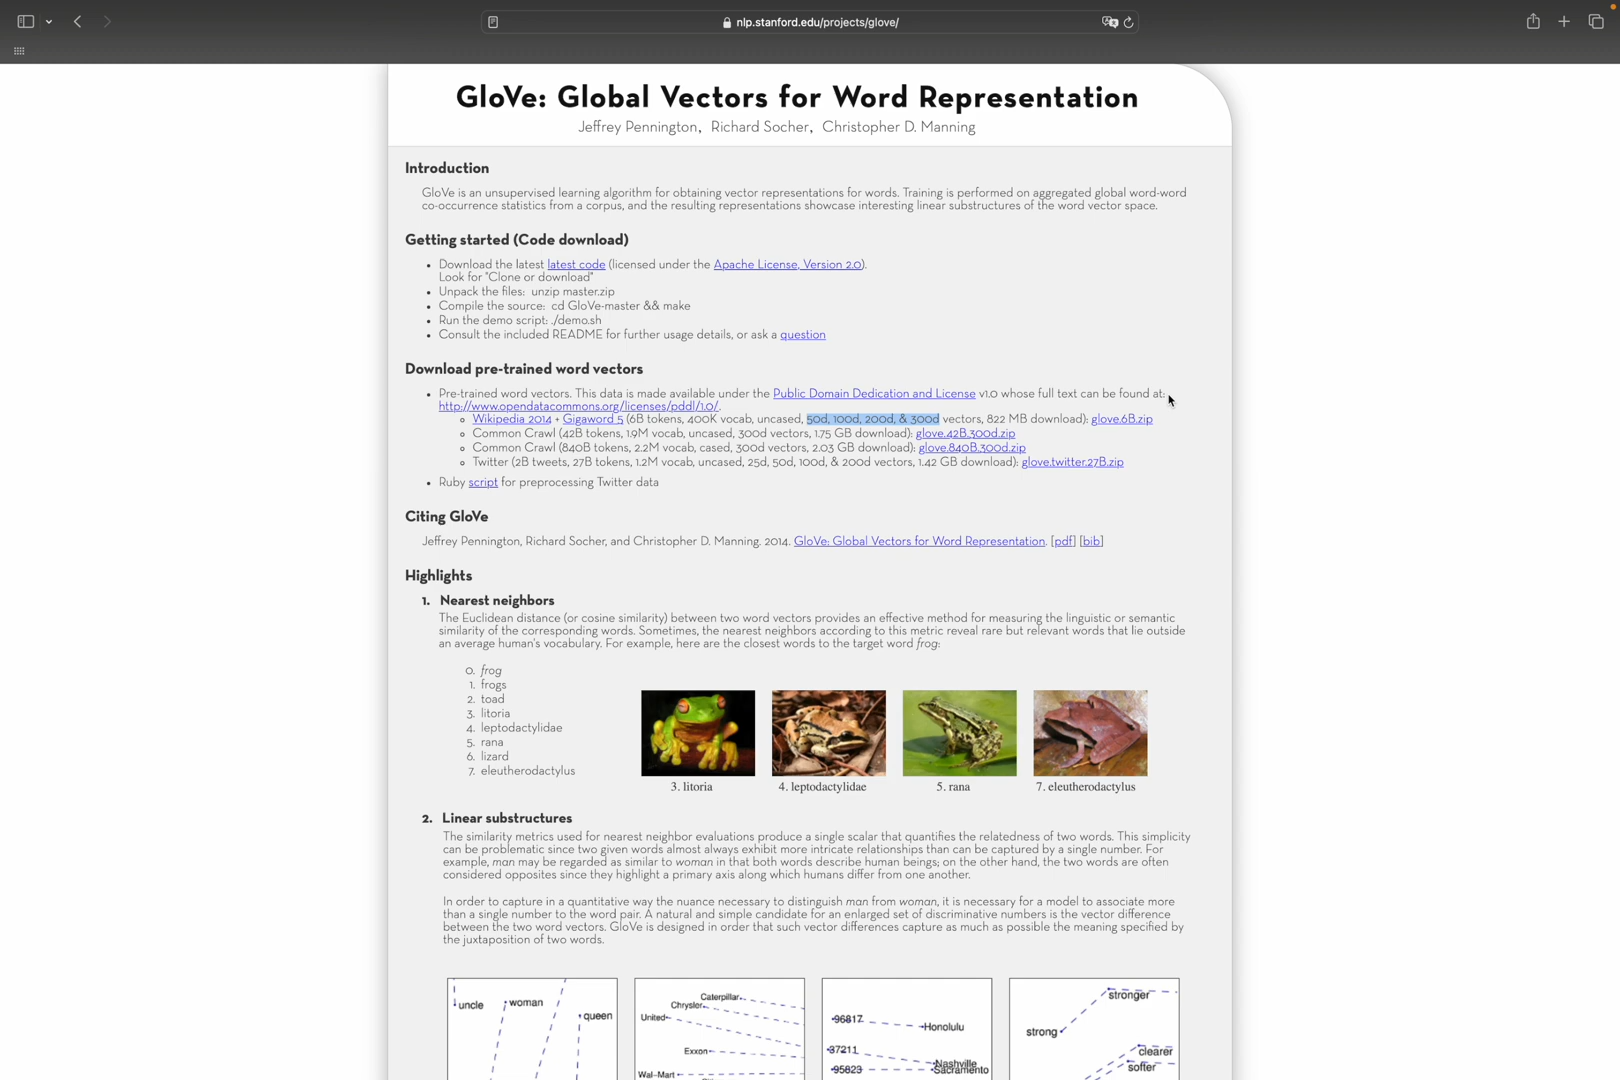 nlp.stanford.edu/projects/glove/
GloVe: Global Vectors for Word Representation
Jeffrey Pennington, Richard Socher, Christopher D. Manning
Introduction
GloVe is an unsupervised learning algorithm for obtaining vector representations for words. Training is performed on aggregated global word-word
co-occurrence statistics from a corpus, and the resulting representations showcase interesting linear substructures of the word vector space.
Getting started (Code download)
• Download the latest latest code (licensed under the Apache License, Version 2.0).
Look for "Clone or download"
• Unpack the files: unzip master.zip
• Compile the source: cd GloVe-master && make
• Run the demo script: ./demo.sh
• Consult the included README for further usage details, or ask a question
Download pre-trained word vectors
• Pre-trained word vectors. This data is made available under the Public Domain Dedication and License v1.0 whose full text can be found at:
http://www.opendatacommons.org/licenses/pddl/1.0/.
Wikipedia 2014 + Gigaword 5 (6B tokens, 400K vocab, uncased, 50d, 100d, 200d, & 300d vectors, 822 MB download): glove.6B.zip
Common Crawl (42B tokens, 1.9M vocab, uncased, 300d vectors, 1.75 GB download): glove.42B.300d.zip
Common Crawl (840B tokens, 2.2M vocab, cased, 300d vectors, 2.03 GB download): glove.840B.300d.zip
Twitter (2B tweets, 27B tokens, 1.2M vocab, uncased, 25d, 50d, 100d, & 200d vectors, 1.42 GB download): glove.twitter.27B.zip
• Ruby script for preprocessing Twitter data
Citing GloVe
Jeffrey Pennington, Richard Socher, and Christopher D. Manning. 2014. GloVe: Global Vectors for Word Representation. [pdf] [bib]
Highlights
1. Nearest neighbors
The Euclidean distance (or cosine similarity) between two word vectors provides an effective method for measuring the linguistic or semantic
similarity of the corresponding words. Sometimes, the nearest neighbors according to this metric reveal rare but relevant words that lie outside
an average human's vocabulary. For example, here are the closest words to the target word frog:
0. frog
1. frogs
2. toad
3. litoria
4. leptodactylidae
5. rana
6. lizard
7. eleutherodactylus
3. litoria
4. leptodactylidae
5. rana
7. eleutherodactylus
2. Linear substructures
The similarity metrics used for nearest neighbor evaluations produce a single scalar that quantifies the relatedness of two words. This simplicity
can be problematic since two given words almost always exhibit more intricate relationships than can be captured by a single number. For
example, man may be regarded as similar to woman in that both words describe human beings; on the other hand, the two words are often
considered opposites since they highlight a primary axis along which humans differ from one another.
In order to capture in a quantitative way the nuance necessary to distinguish man from woman, it is necessary for a model to associate more
than a single number to the word pair. A natural and simple candidate for an enlarged set of discriminative numbers is the vector difference
between the two word vectors. GloVe is designed in order that such vector differences capture as much as possible the meaning specified by
the juxtaposition of two words.
uncle
woman
queen
Caterpillar
Chrysler
United
Exxon
Wal-Mart
96817
Honolulu
37211
Nashville
95823
Sacramento
stronger
strong
clearer
softer